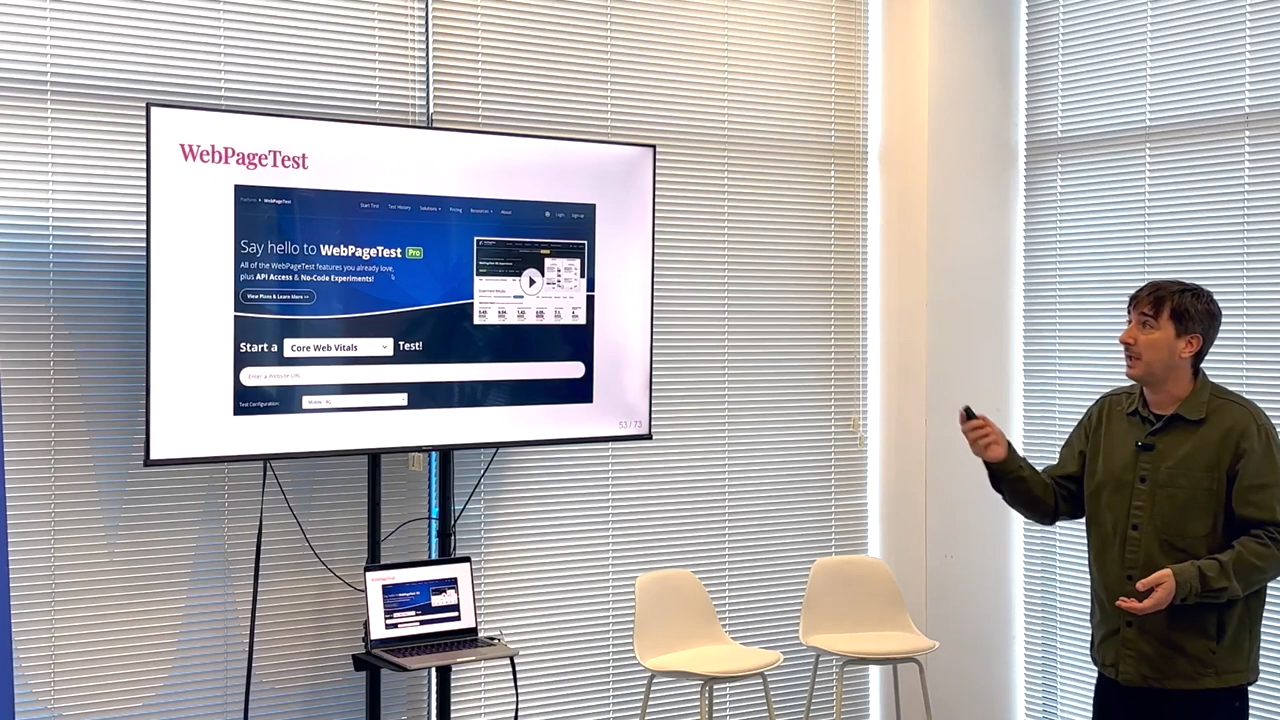 WebPageTest
Platform WebPageTest
Start Test Test History Solutions Pricing Resources About Login Sign-up
Say hello to WebPageTest Pro
All of the WebPageTest features you already love,
plus API Access & No-Code Experiments!
View Plans & Learn More >>
Start a Core Web Vitals Test!
Enter a Website URL
Test Configuration: Mobile 4G
53 / 73